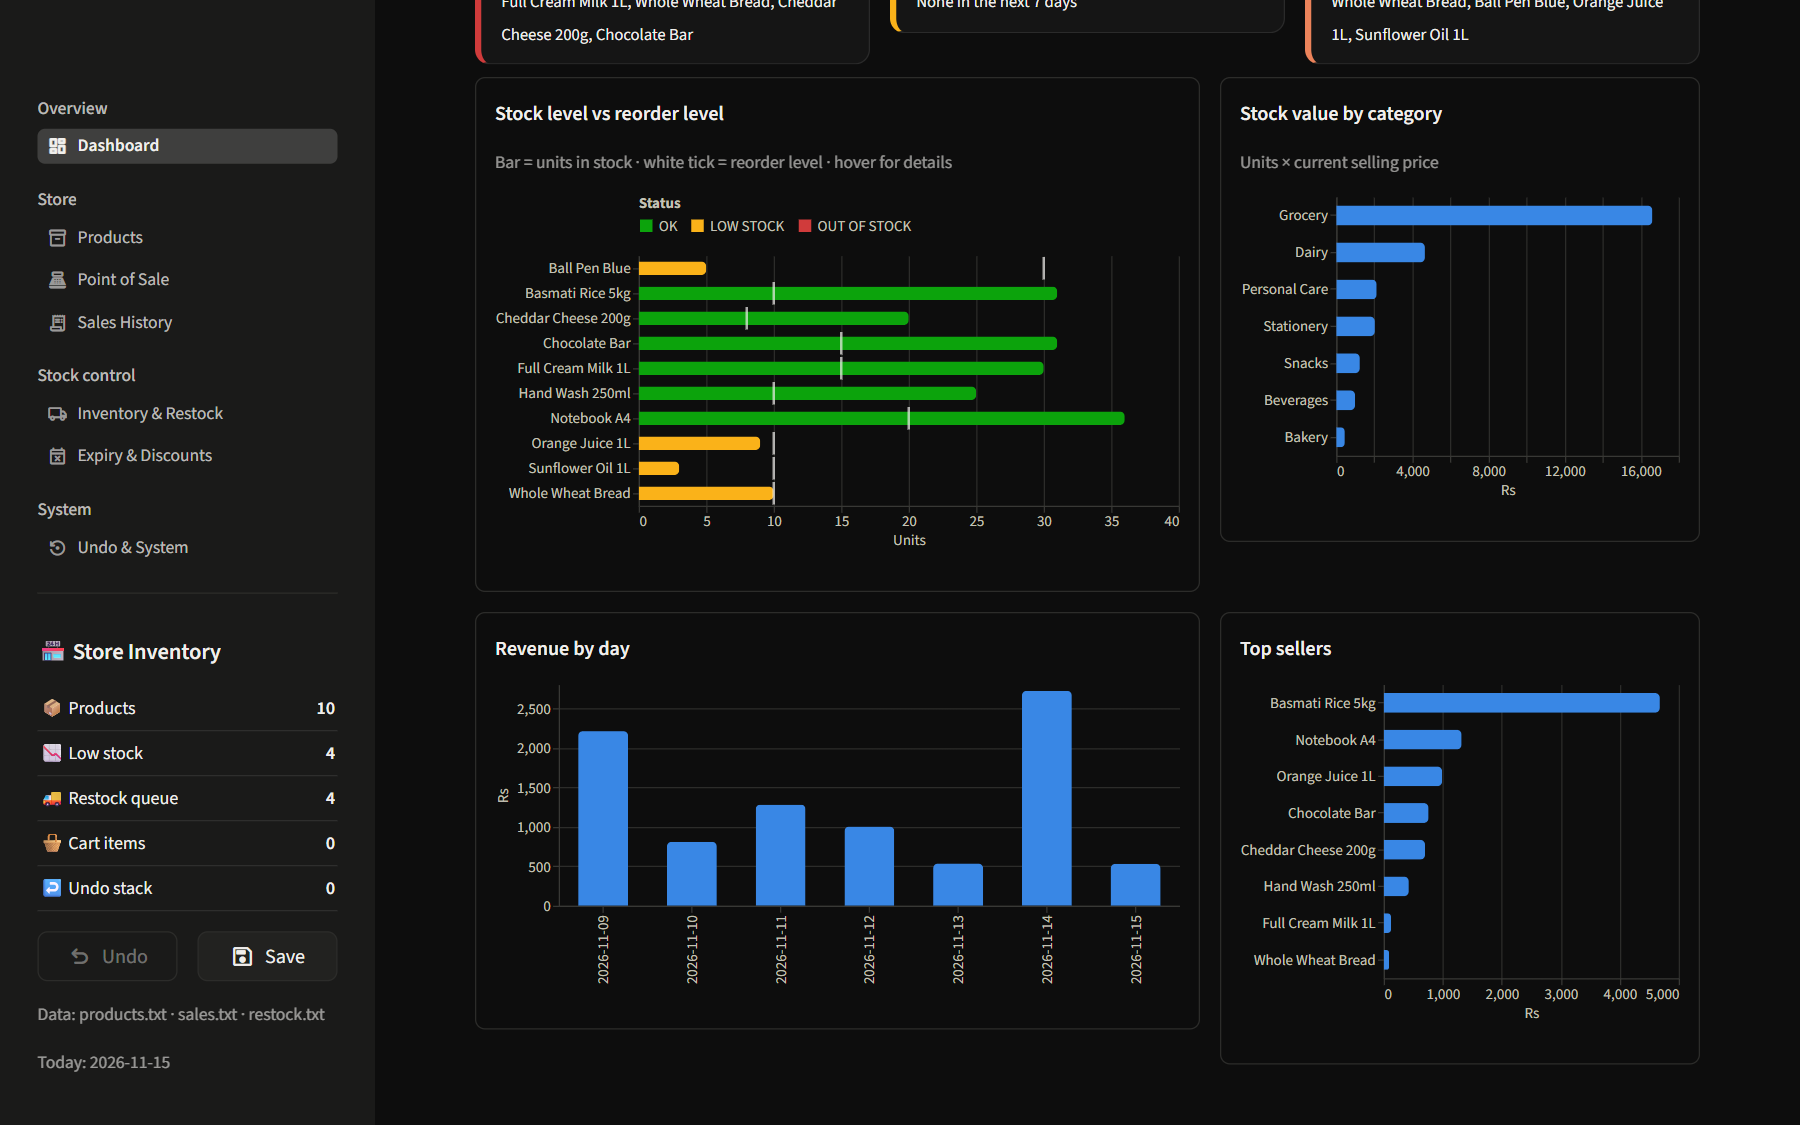 Overview
Dashboard
Store
Products
Point of Sale
Sales History
Stock control
Inventory & Restock
Expiry & Discounts
System
Undo & System
Store Inventory
Products 10
Low stock 4
Restock queue 4
Cart items 0
Undo stack 0
Undo Save
Data: products.txt · sales.txt · restock.txt
Today: 2026-11-15
Full Cream Milk 1L, Whole Wheat Bread, Cheddar
Cheese 200g, Chocolate Bar
None in the next 7 days
Whole Wheat Bread, Ball Pen Blue, Orange Juice
1L, Sunflower Oil 1L
Stock level vs reorder level
Bar = units in stock · white tick = reorder level · hover for details
Status
OK LOW STOCK OUT OF STOCK
Ball Pen Blue
Basmati Rice 5kg
Cheddar Cheese 200g
Chocolate Bar
Full Cream Milk 1L
Hand Wash 250ml
Notebook A4
Orange Juice 1L
Sunflower Oil 1L
Whole Wheat Bread
0 5 10 15 20 25 30 35 40
Units
Stock value by category
Units × current selling price
Grocery
Dairy
Personal Care
Stationery
Snacks
Beverages
Bakery
0 4,000 8,000 12,000 16,000
Rs
Revenue by day
2,500
2,000
1,500
1,000
500
0
Rs
2026-11-09
2026-11-10
2026-11-11
2026-11-12
2026-11-13
2026-11-14
2026-11-15
Top sellers
Basmati Rice 5kg
Notebook A4
Orange Juice 1L
Chocolate Bar
Cheddar Cheese 200g
Hand Wash 250ml
Full Cream Milk 1L
Whole Wheat Bread
0 1,000 2,000 3,000 4,000 5,000
Rs